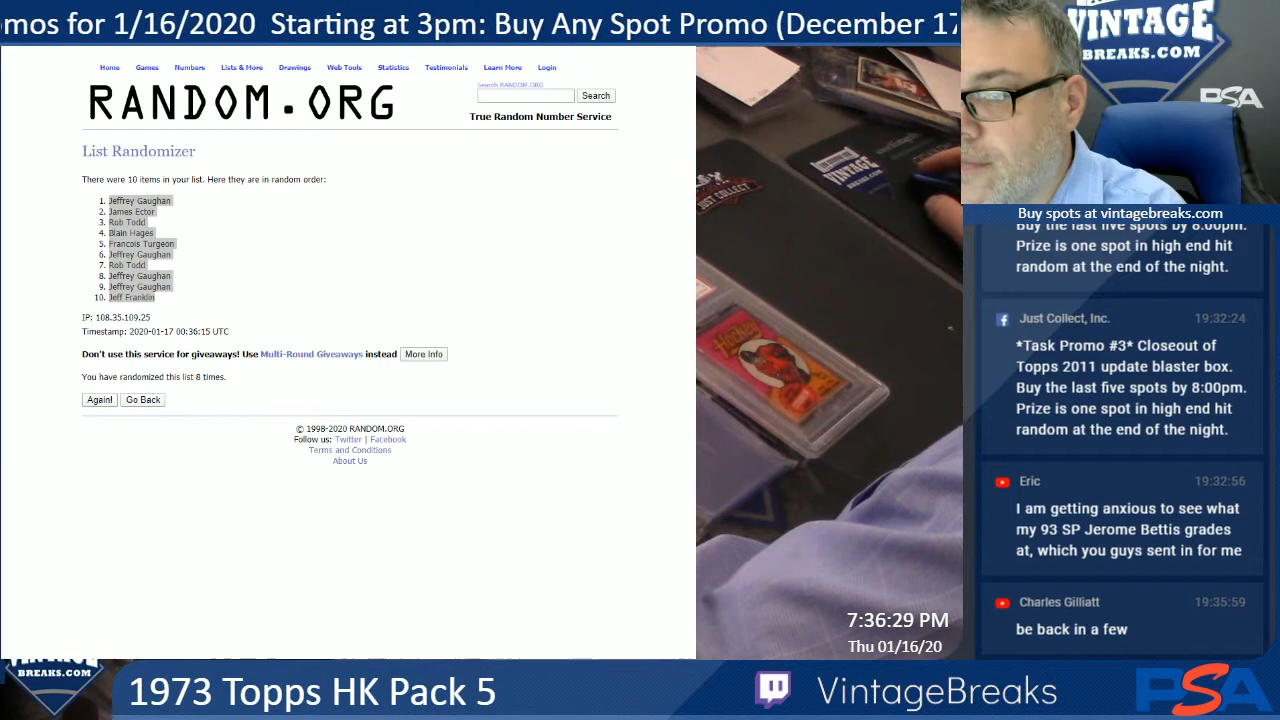 omos for 1/16/2020 Starting at 3pm: Buy Any Spot Promo (December 17
Home Games Numbers Lists & More Drawings Web Tools Statistics Testimonials Learn More Login
RANDOM.ORG
Search RANDOM.ORG
Search
True Random Number Service
List Randomizer
There were 10 items in your list. Here they are in random order:
1. Jeffrey Gaughan
2. James Ector
3. Rob Todd
4. Blain Hages
5. Francois Turgeon
6. Jeffrey Gaughan
7. Rob Todd
8. Jeffrey Gaughan
9. Jeffrey Gaughan
10. Jeff Franklin
IP: 108.35.109.25
Timestamp: 2020-01-17 00:36:15 UTC
Don't use this service for giveaways! Use Multi-Round Giveaways instead More Info
You have randomized this list 8 times.
Again! Go Back
© 1998-2020 RANDOM.ORG
Follow us: Twitter | Facebook
Terms and Conditions
About Us
JUST COLLECT
VINTAGE
Hockey
VINTAGE
BREAKS.COM
PSA
Buy spots at vintagebreaks.com
Buy the last five spots by 8:00pm.
Prize is one spot in high end hit
random at the end of the night.
Just Collect, Inc. 19:32:24
*Task Promo #3* Closeout of
Topps 2011 update blaster box.
Buy the last five spots by 8:00pm.
Prize is one spot in high end hit
random at the end of the night.
Eric 19:32:56
I am getting anxious to see what
my 93 SP Jerome Bettis grades
at, which you guys sent in for me
Charles Gilliatt 19:35:59
be back in a few
7:36:29 PM
Thu 01/16/20
VINTAGE
BREAKS.COM
1973 Topps HK Pack 5
VintageBreaks
PSA